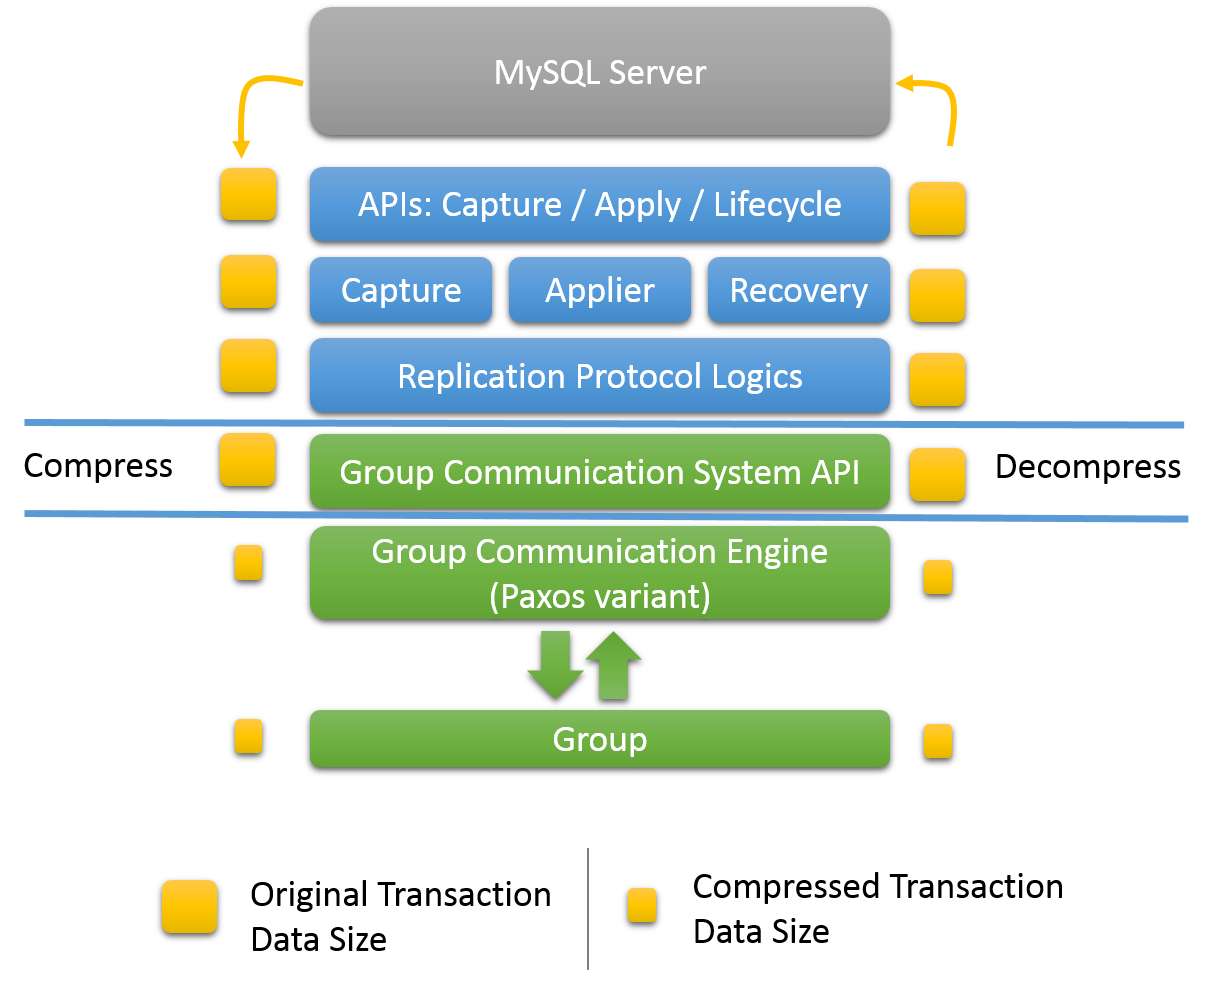 MySQL Server
APIs: Capture / Apply / Lifecycle
Capture
Applier
Recovery
Replication Protocol Logics
Compress
Group Communication System API
Decompress
Group Communication Engine
(Paxos variant)
Group
Original Transaction
Data Size
Compressed Transaction
Data Size